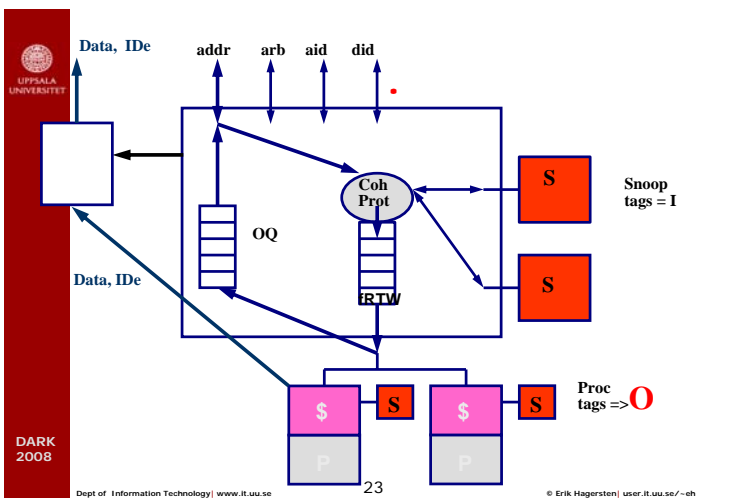 Data, IDe
addr arb aid did
UPPSALA
UNIVERSITET
Coh
Prot
S
Snoop
tags = I
OQ
S
Data, IDe
fRTW
$
S
$
S
Proc
tags =>O
P
P
DARK
2008
Dept of Information Technology| www.it.uu.se
23
© Erik Hagersten| user.it.uu.se/~eh